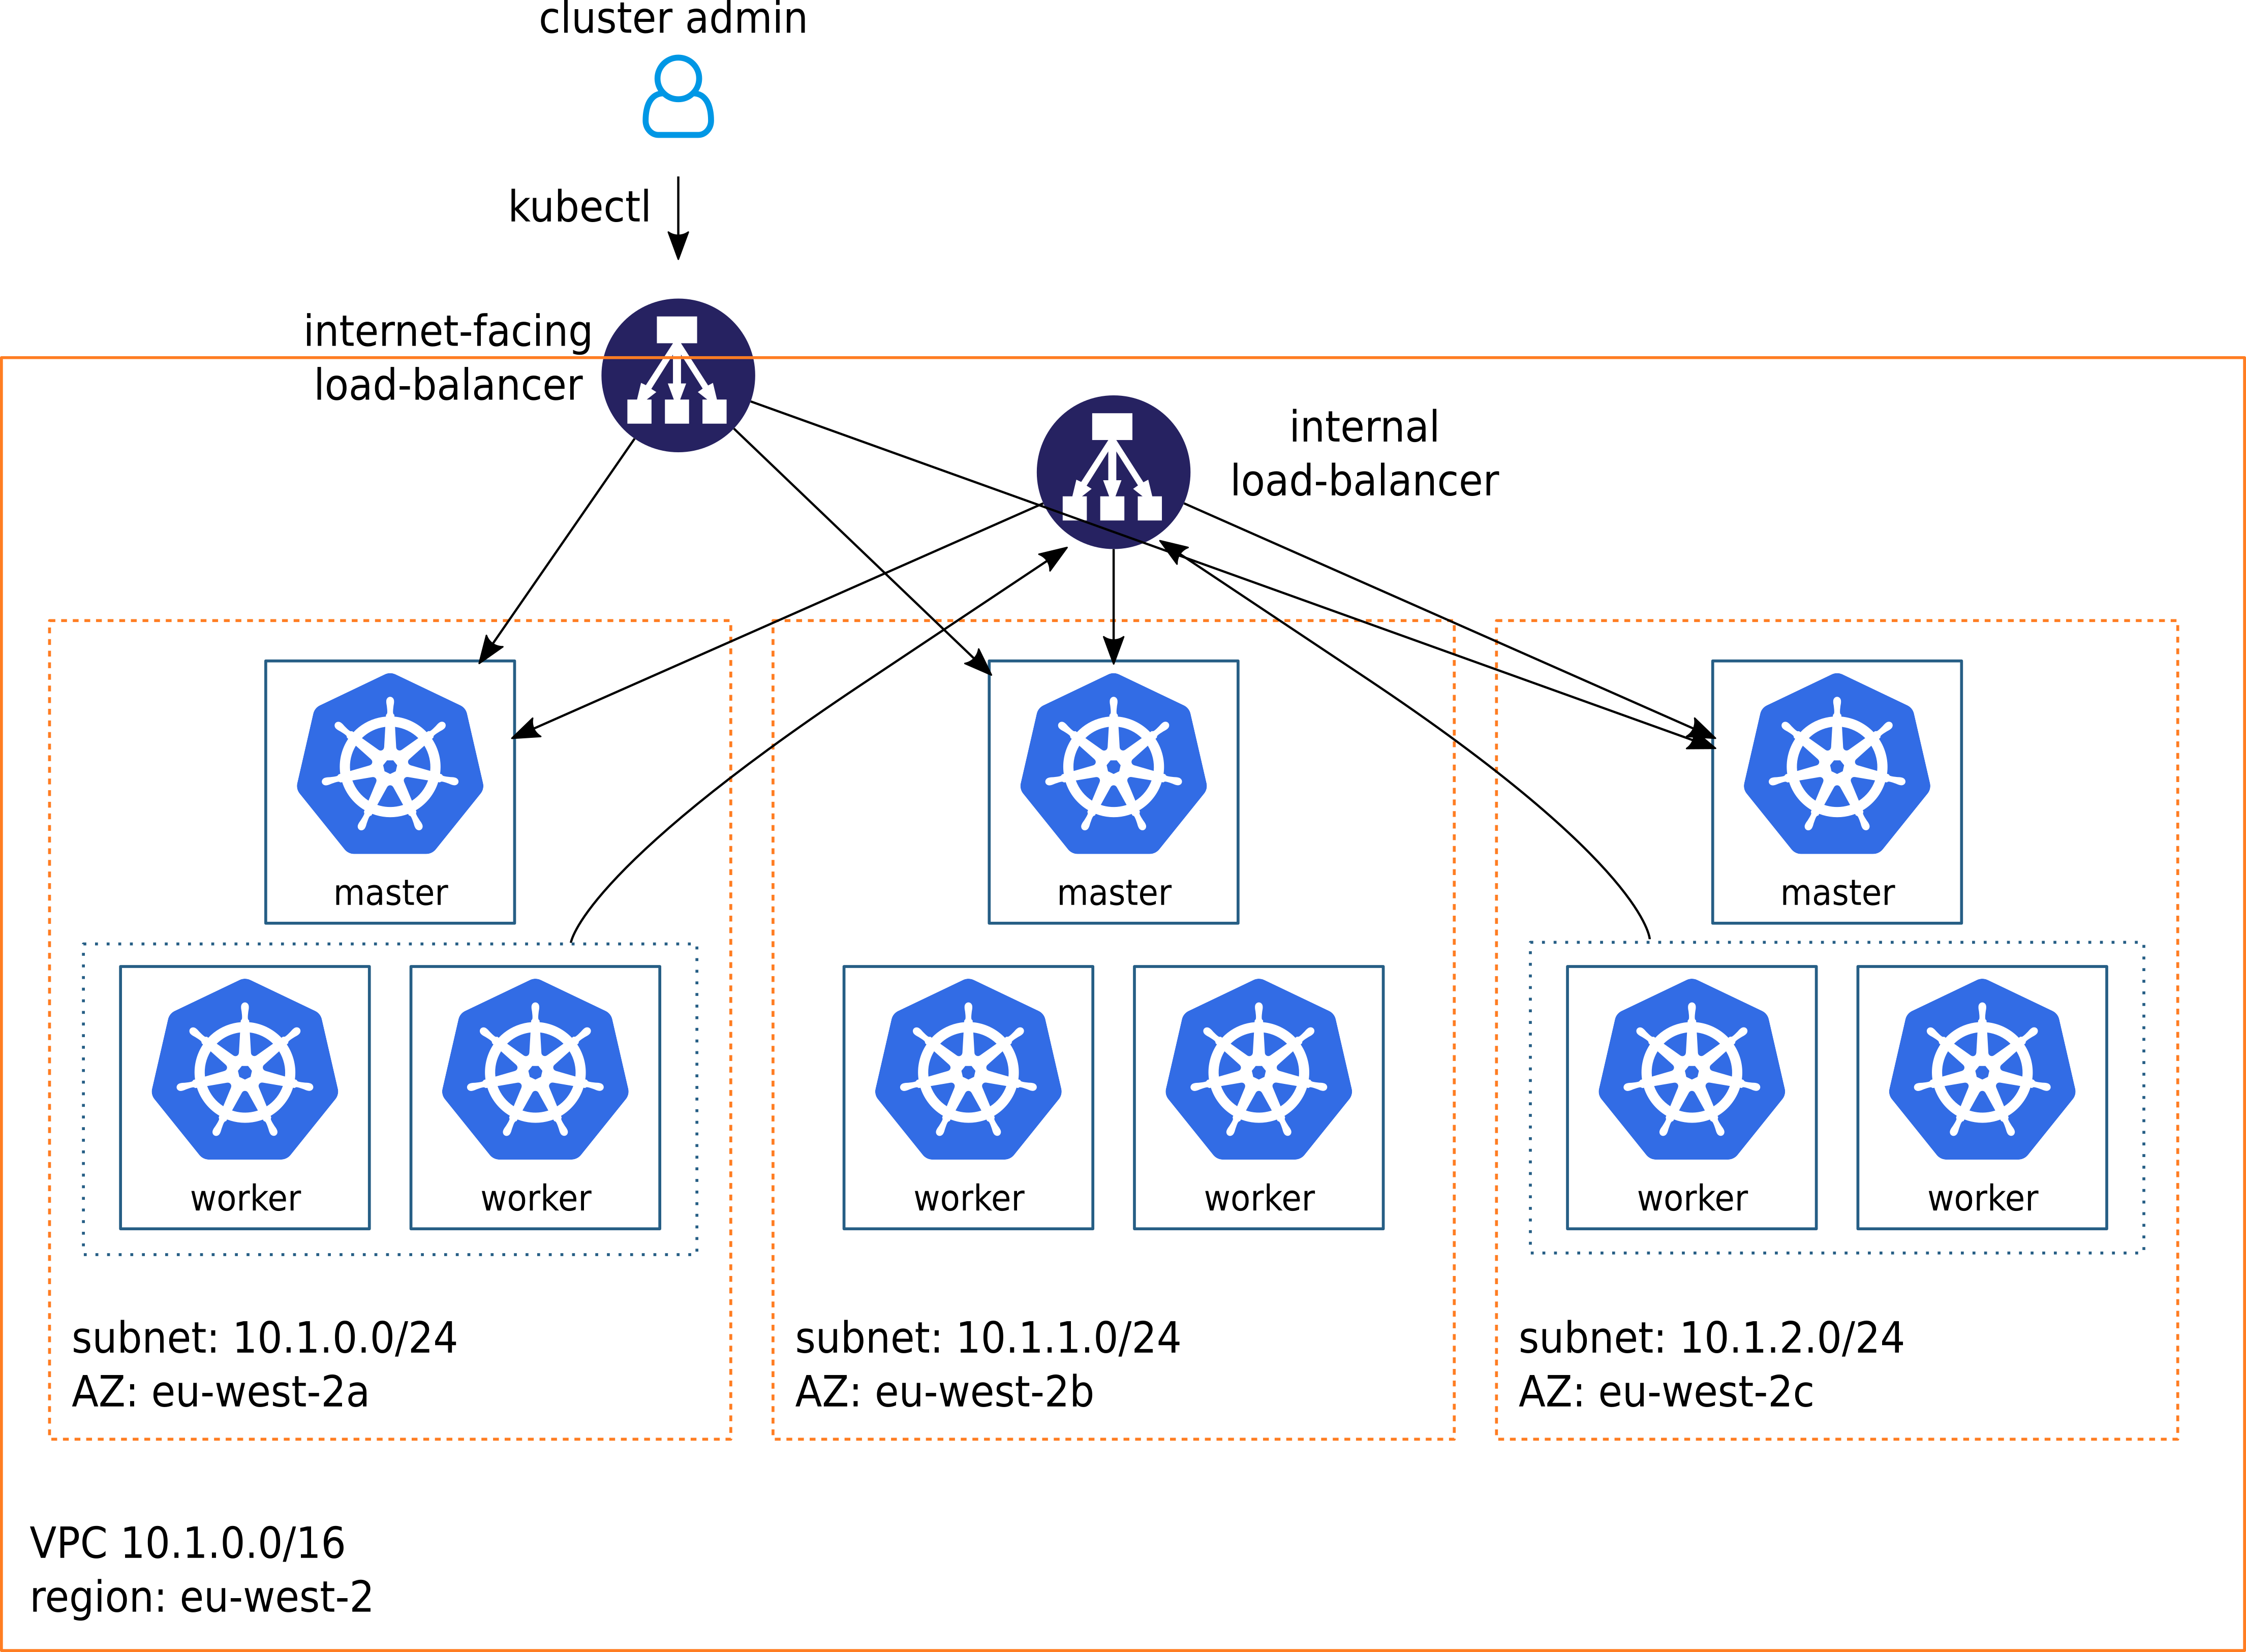 cluster admin
kubectl
internet-facing
load-balancer
internal
load-balancer
master
master
master
worker
worker
worker
worker
worker
worker
subnet: 10.1.0.0/24
AZ: eu-west-2a
subnet: 10.1.1.0/24
AZ: eu-west-2b
subnet: 10.1.2.0/24
AZ: eu-west-2c
VPC 10.1.0.0/16
region: eu-west-2